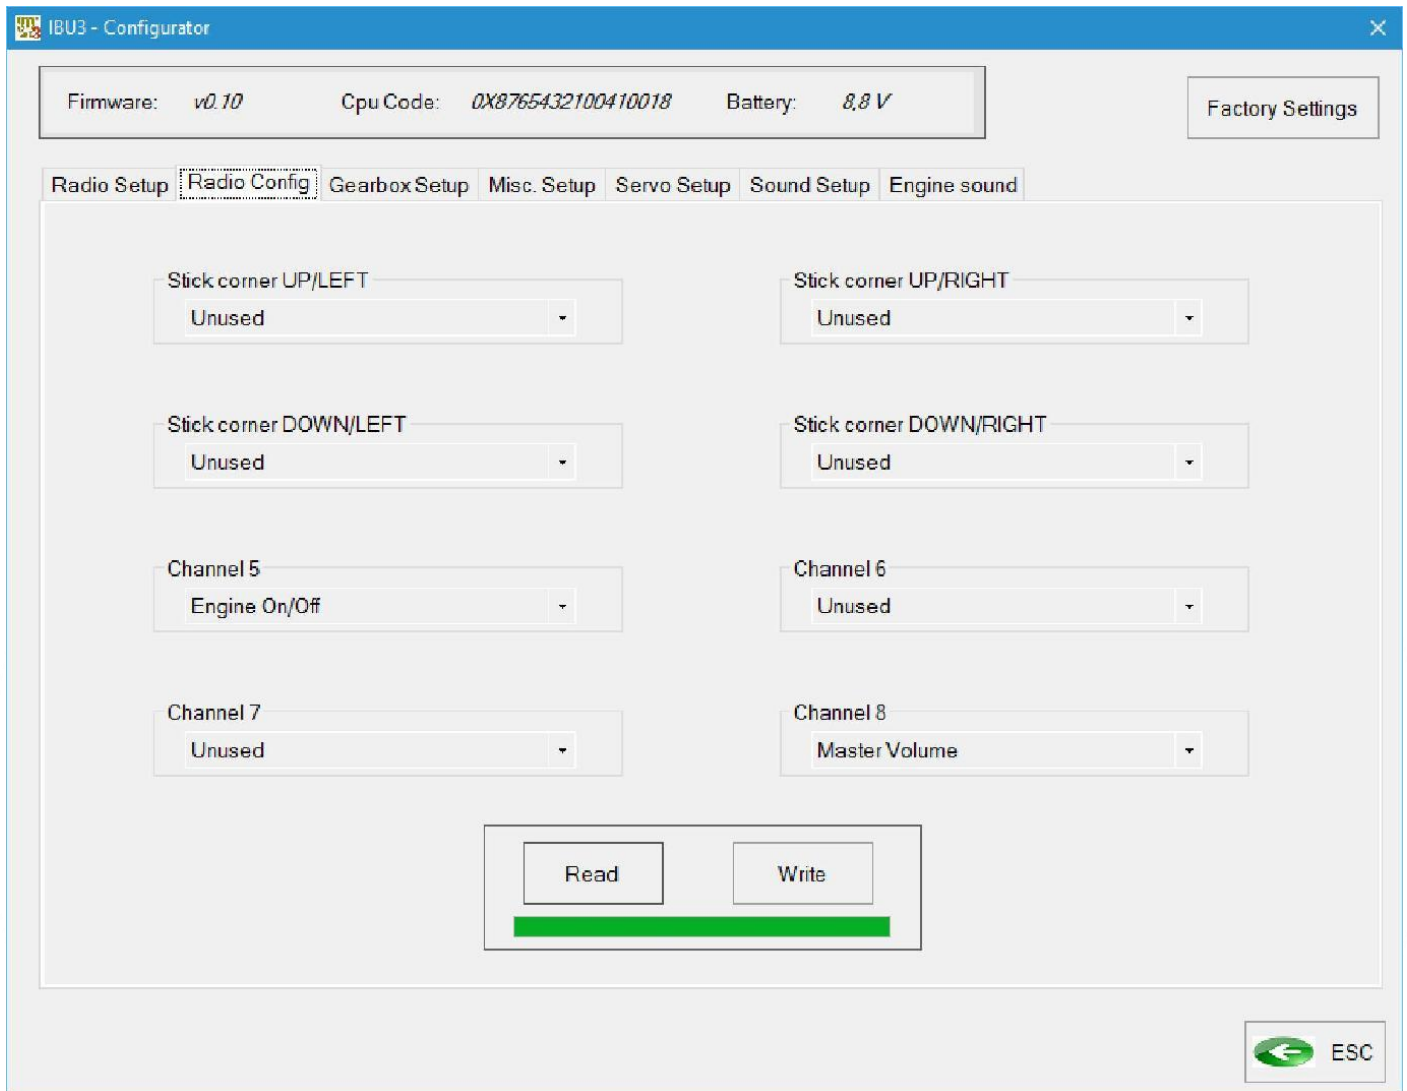 IBU3 - Configurator
Firmware: v0.10 Cpu Code: 0X8765432100410018 Battery: 8,8 V
Factory Settings
Radio Setup Radio Config Gearbox Setup Misc. Setup Servo Setup Sound Setup Engine sound
Stick corner UP/LEFT Stick corner UP/RIGHT
Unused Unused
Stick corner DOWN/LEFT Stick corner DOWN/RIGHT
Unused Unused
Channel 5 Channel 6
Engine On/Off Unused
Channel 7 Channel 8
Unused Master Volume
Read Write
ESC